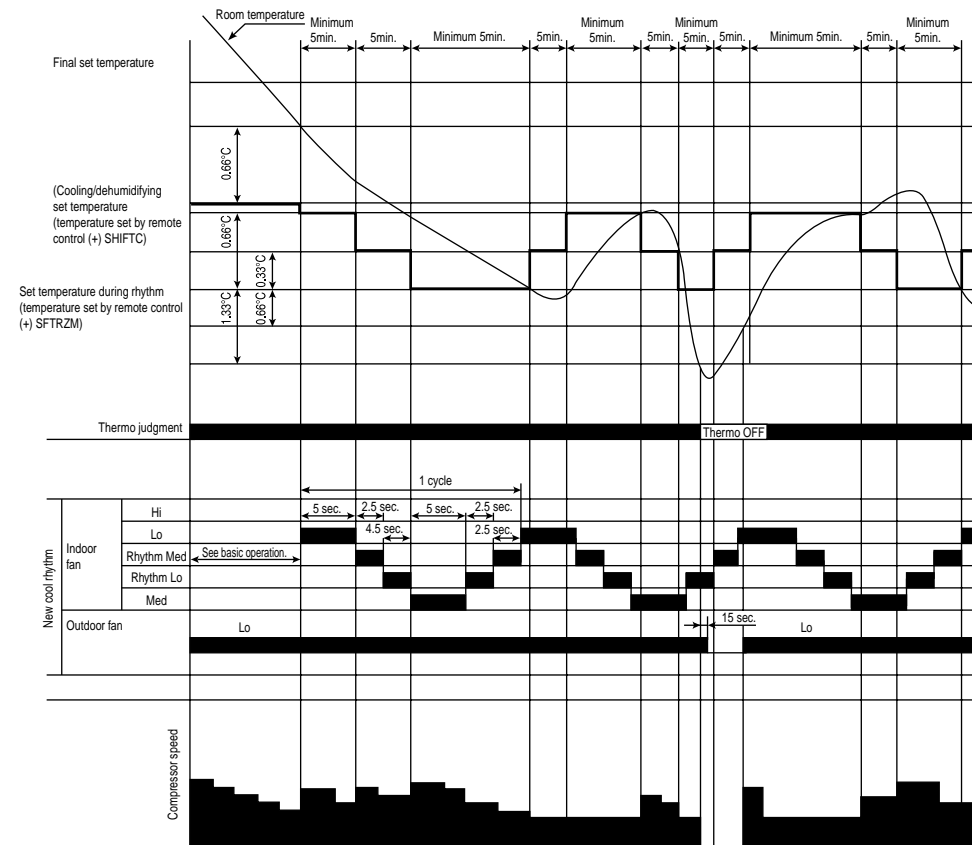 Room temperature
Minimum
5min.
5min.
Minimum 5min.
5min.
Minimum
5min.
5min.
Minimum
5min.
5min.
Minimum 5min.
5min.
Minimum
5min.
Final set temperature
0.66°C
(Cooling/dehumidifying
set temperature
(temperature set by remote
control (+) SHIFTC)
0.66°C
0.33°C
Set temperature during rhythm
(temperature set by remote control
(+) SFTRZM)
1.33°C
0.66°C
Thermo judgment
Thermo OFF
1 cycle
New cool rhythm
Indoor
fan
Hi
5 sec.
2.5 sec.
5 sec.
2.5 sec.
Lo
4.5 sec.
2.5 sec.
Rhythm Med
See basic operation.
Rhythm Lo
Med
Outdoor fan
Lo
15 sec.
Lo
Compressor speed